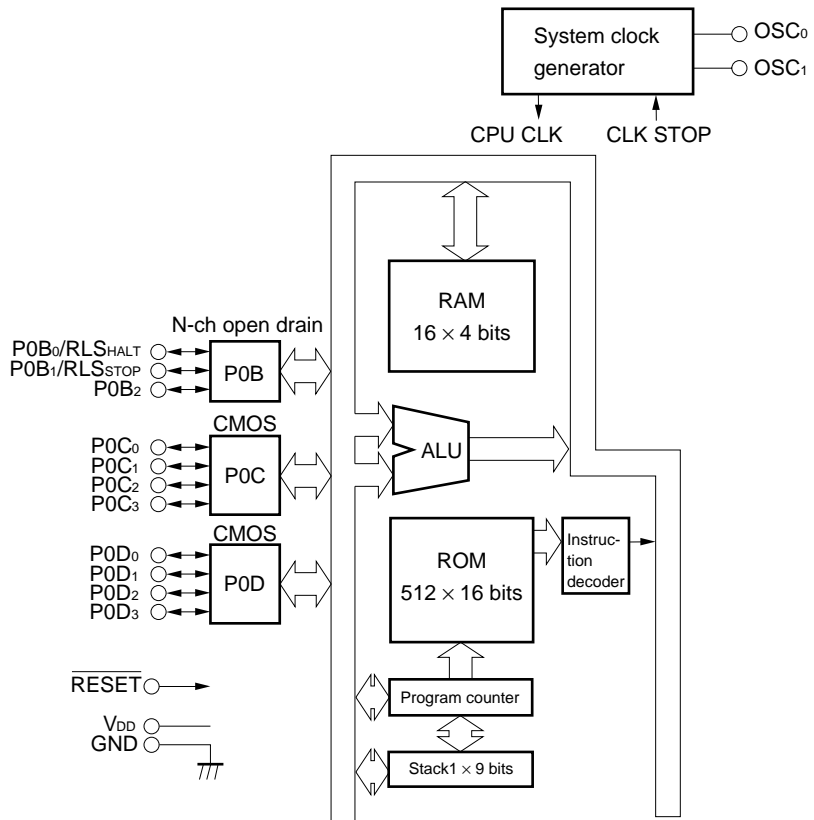 System clock
generator
OSC0
OSC1
CPU CLK
CLK STOP
RAM
16 × 4 bits
N-ch open drain
P0B0/RLSHALT
P0B1/RLSSTOP
P0B2
P0B
CMOS
P0C0
P0C1
P0C2
P0C3
P0C
ALU
CMOS
P0D0
P0D1
P0D2
P0D3
P0D
ROM
512 × 16 bits
Instruc-
tion
decoder
RESET
Program counter
VDD
GND
Stack1 × 9 bits